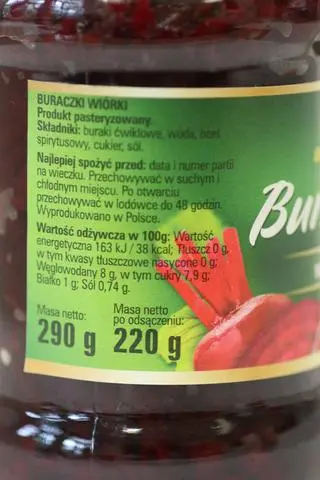 BURACZKI WIÓRKI
Produkt pasteryzowany.
Składniki: buraki ćwikłowe, woda, ocet
spirytusowy, cukier, sól.
Najlepiej spożyć przed: data i numer partii
na wieczku. Przechowywać w suchym i
chłodnym miejscu. Po otwarciu
przechowywać w lodówce do 48 godzin.
Wyprodukowano w Polsce.
Wartość odżywcza w 100g: Wartość
energetyczna 163 kJ / 38 kcal; Tłuszcz 0 g,
w tym kwasy tłuszczowe nasycone 0 g;
Węglowodany 8 g, w tym cukry 7,9 g;
Białko 1 g; Sól 0,74 g.
Masa netto:
290 g
Masa netto
po odsączeniu:
220 g
Bur